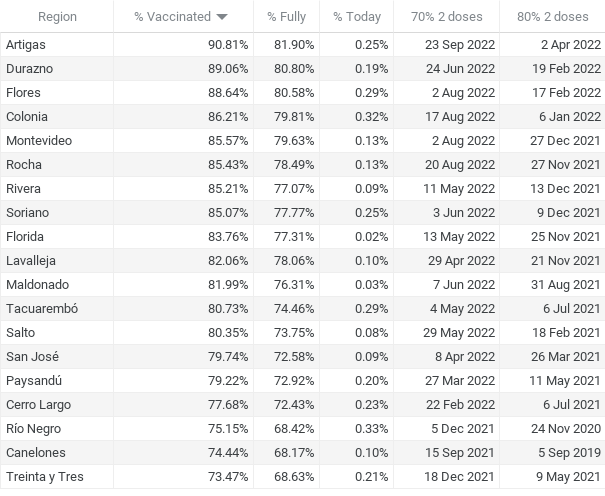 Region % Vaccinated % Fully % Today 70% 2 doses 80% 2 doses
Artigas 90.81% 81.90% 0.25% 23 Sep 2022 2 Apr 2022
Durazno 89.06% 80.80% 0.19% 24 Jun 2022 19 Feb 2022
Flores 88.64% 80.58% 0.29% 2 Aug 2022 17 Feb 2022
Colonia 86.21% 79.81% 0.32% 17 Aug 2022 6 Jan 2022
Montevideo 85.57% 79.63% 0.13% 2 Aug 2022 27 Dec 2021
Rocha 85.43% 78.49% 0.13% 20 Aug 2022 27 Nov 2021
Rivera 85.21% 77.07% 0.09% 11 May 2022 13 Dec 2021
Soriano 85.07% 77.77% 0.25% 3 Jun 2022 9 Dec 2021
Florida 83.76% 77.31% 0.02% 13 May 2022 25 Nov 2021
Lavalleja 82.06% 78.06% 0.10% 29 Apr 2022 21 Nov 2021
Maldonado 81.99% 76.31% 0.03% 7 Jun 2022 31 Aug 2021
Tacuarembó 80.73% 74.46% 0.29% 4 May 2022 6 Jul 2021
Salto 80.35% 73.75% 0.08% 29 May 2022 18 Feb 2021
San José 79.74% 72.58% 0.09% 8 Apr 2022 26 Mar 2021
Paysandú 79.22% 72.92% 0.20% 27 Mar 2022 11 May 2021
Cerro Largo 77.68% 72.43% 0.23% 22 Feb 2022 6 Jul 2021
Río Negro 75.15% 68.42% 0.33% 5 Dec 2021 24 Nov 2020
Canelones 74.44% 68.17% 0.10% 15 Sep 2021 5 Sep 2019
Treinta y Tres 73.47% 68.63% 0.21% 18 Dec 2021 9 May 2021